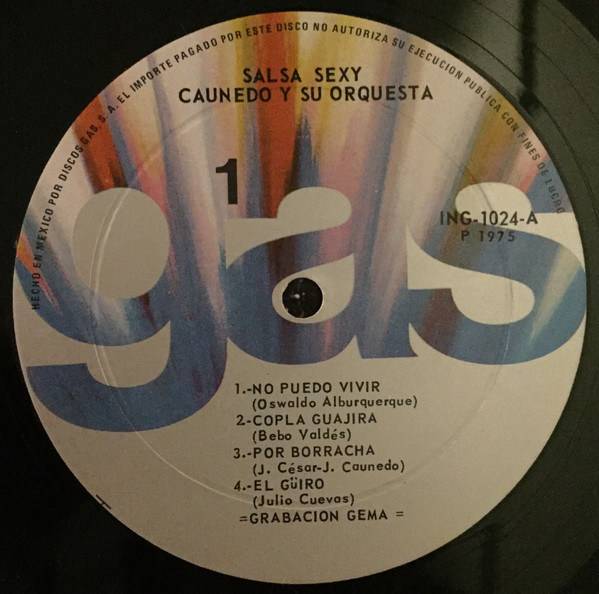 HECHO EN MEXICO POR DISCOS GAS, S. A. EL IMPORTE PAGADO POR ESTE DISCO NO AUTORIZA SU EJECUCION PUBLICA CON FINES DE LUCRO
SALSA SEXY
CAUNEDO Y SU ORQUESTA
1
ING-1024-A
P 1975
gas
1.-NO PUEDO VIVIR
(Oswaldo Alburquerque)
2-COPLA GUAJIRA
(Bebo Valdés)
3.-POR BORRACHA
(J. César-J. Caunedo)
4.-EL GÜIRO
(Julio Cuevas)
=GRABACION GEMA =